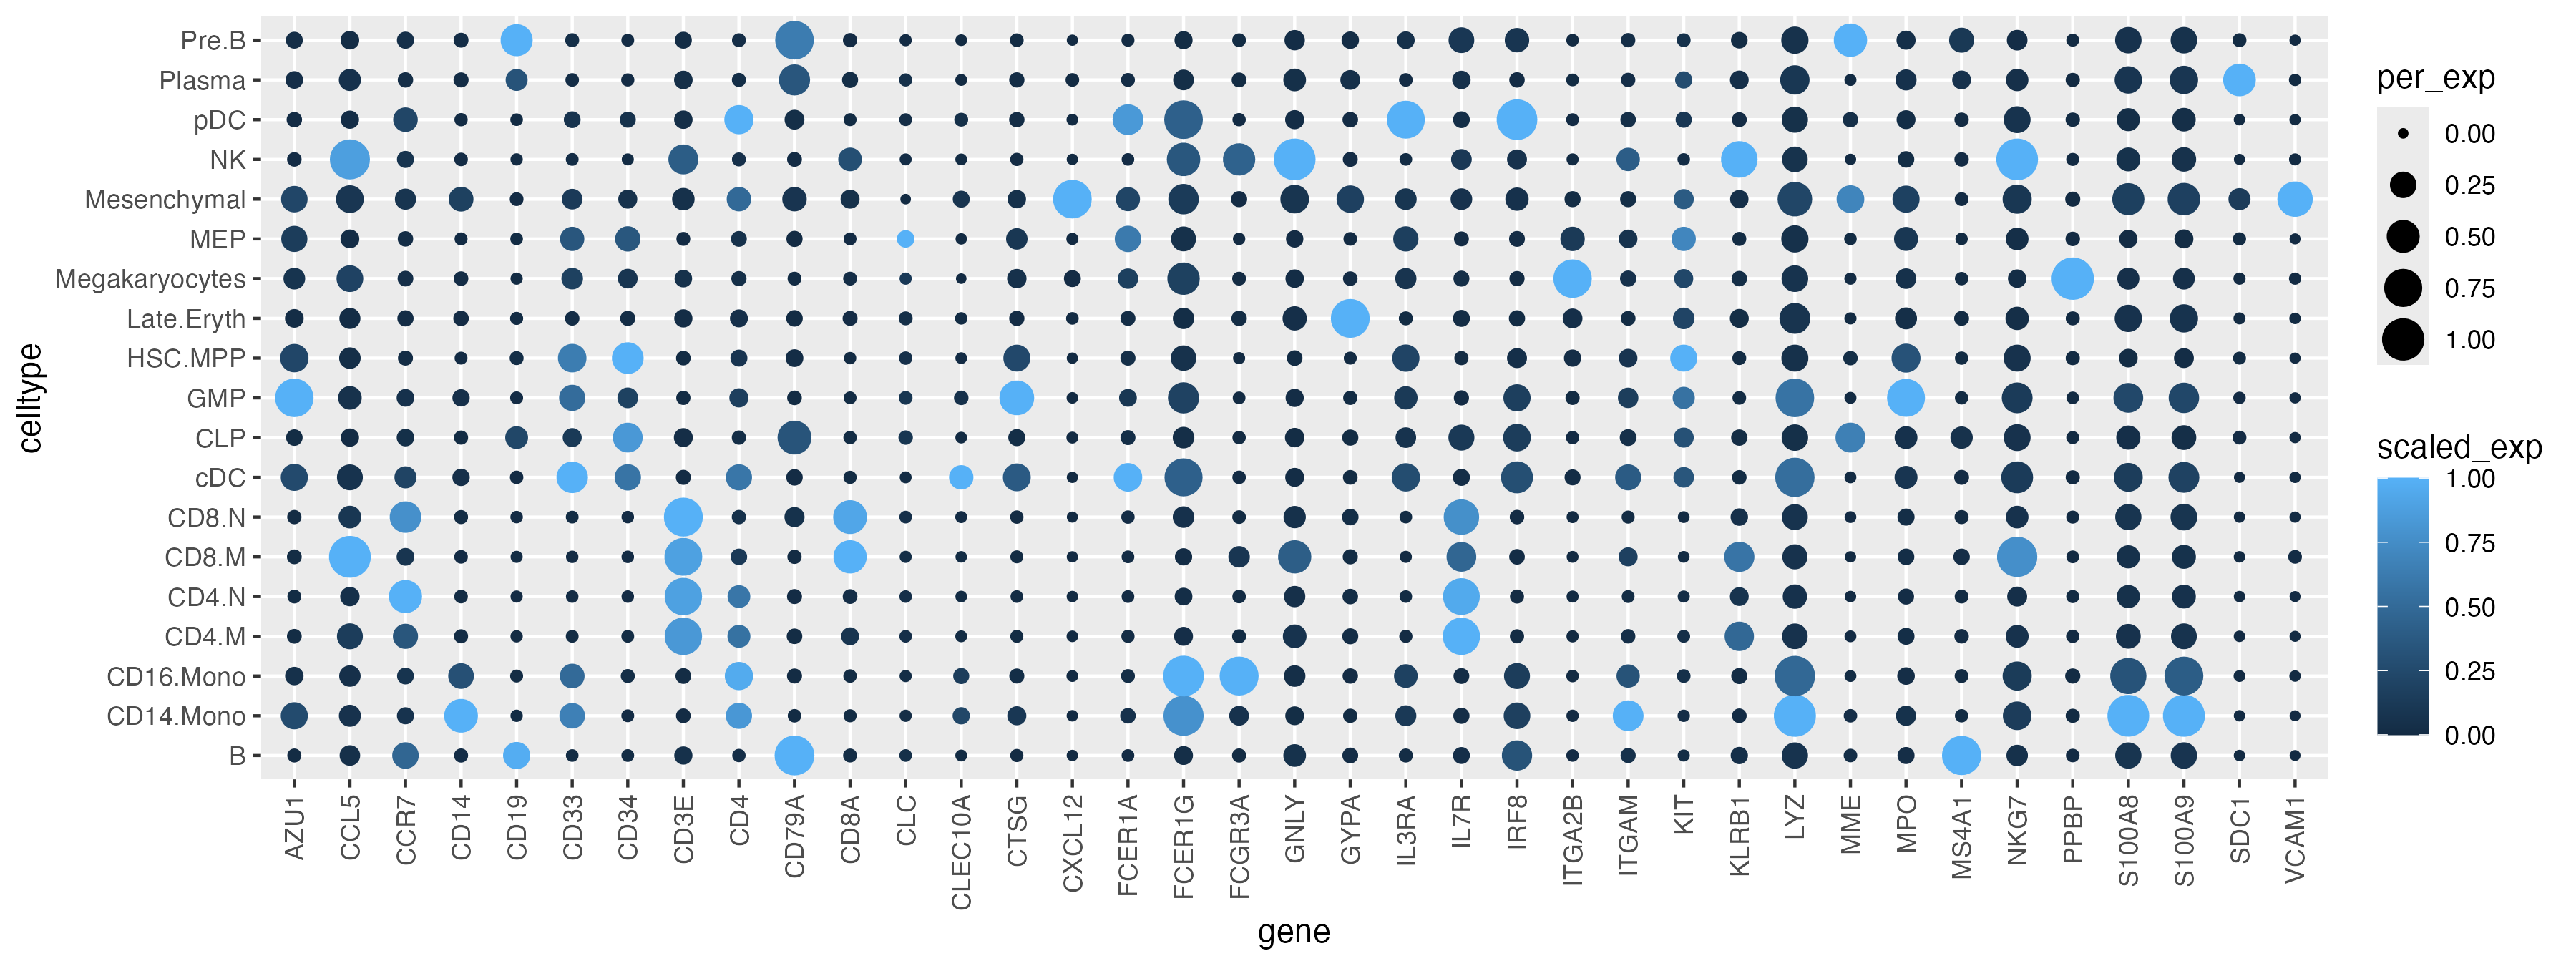 celltype
Pre.B
Plasma
pDC
NK
Mesenchymal
MEP
Megakaryocytes
Late.Eryth
HSC.MPP
GMP
CLP
cDC
CD8.N
CD8.M
CD4.N
CD4.M
CD16.Mono
CD14.Mono
B
AZU1
CCL5
CCR7
CD14
CD19
CD33
CD34
CD3E
CD4
CD79A
CD8A
CLC
CLEC10A
CTSG
CXCL12
FCER1A
FCER1G
FCGR3A
GNLY
GYPA
IL3RA
IL7R
IRF8
ITGA2B
ITGAM
KIT
KLRB1
LYZ
MME
MPO
MS4A1
NKG7
PPBP
S100A8
S100A9
SDC1
VCAM1
gene
per_exp
0.00
0.25
0.50
0.75
1.00
scaled_exp
1.00
0.75
0.50
0.25
0.00